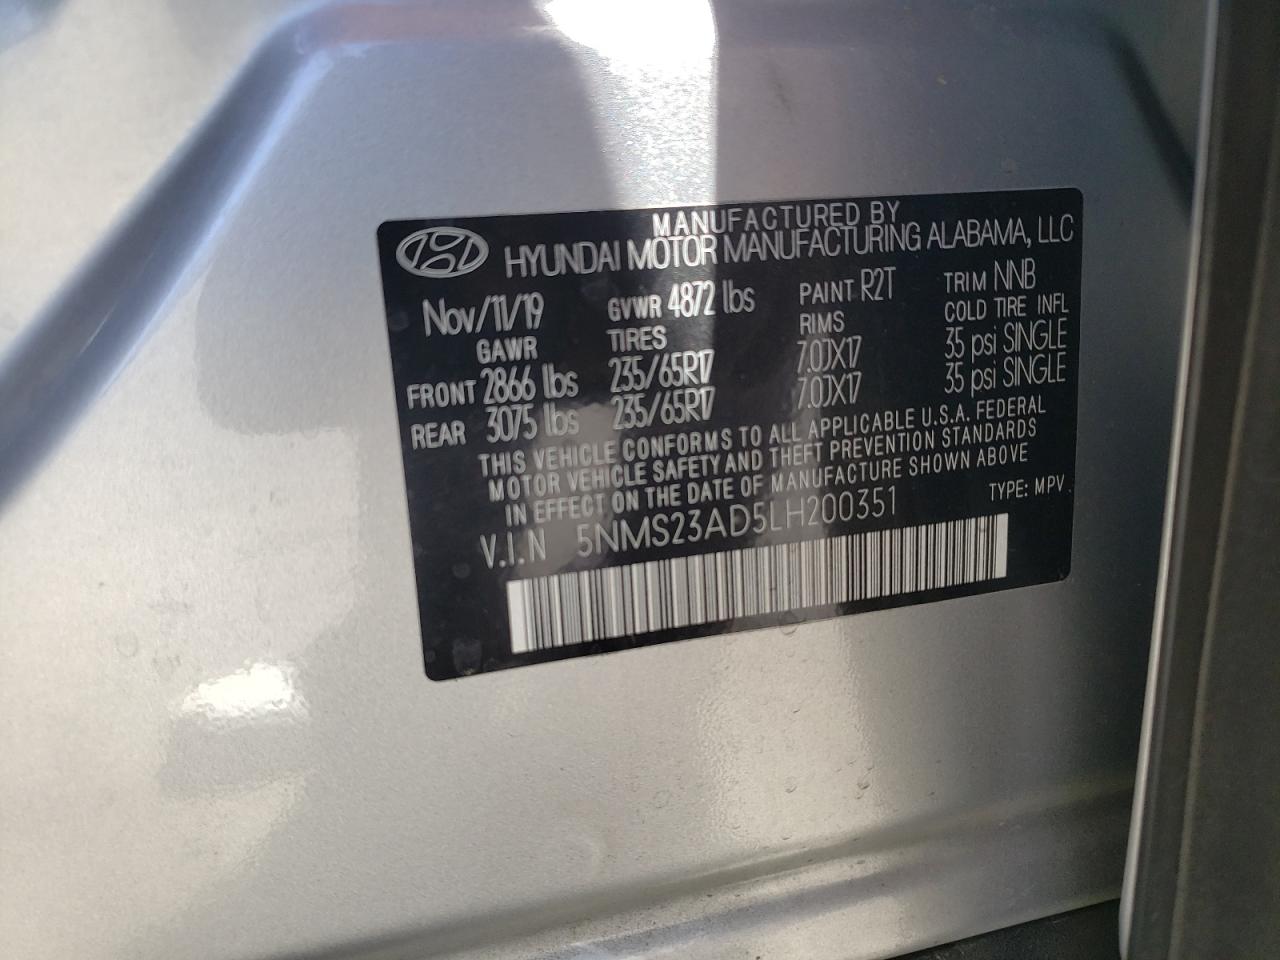 MANUFACTURED BY
HYUNDAI MOTOR MANUFACTURING ALABAMA, LLC
Nov/11/19 GVWR 4872 lbs PAINT R2T TRIM NNB
GAWR TIRES RIMS COLD TIRE INFL
FRONT 2866 lbs 235/65R17 7.0JX17 35 psi SINGLE
REAR 3075 lbs 235/65R17 7.0JX17 35 psi SINGLE
THIS VEHICLE CONFORMS TO ALL APPLICABLE U.S.A. FEDERAL
MOTOR VEHICLE SAFETY AND THEFT PREVENTION STANDARDS
IN EFFECT ON THE DATE OF MANUFACTURE SHOWN ABOVE
V.I.N 5NMS23AD5LH200351 TYPE: MPV